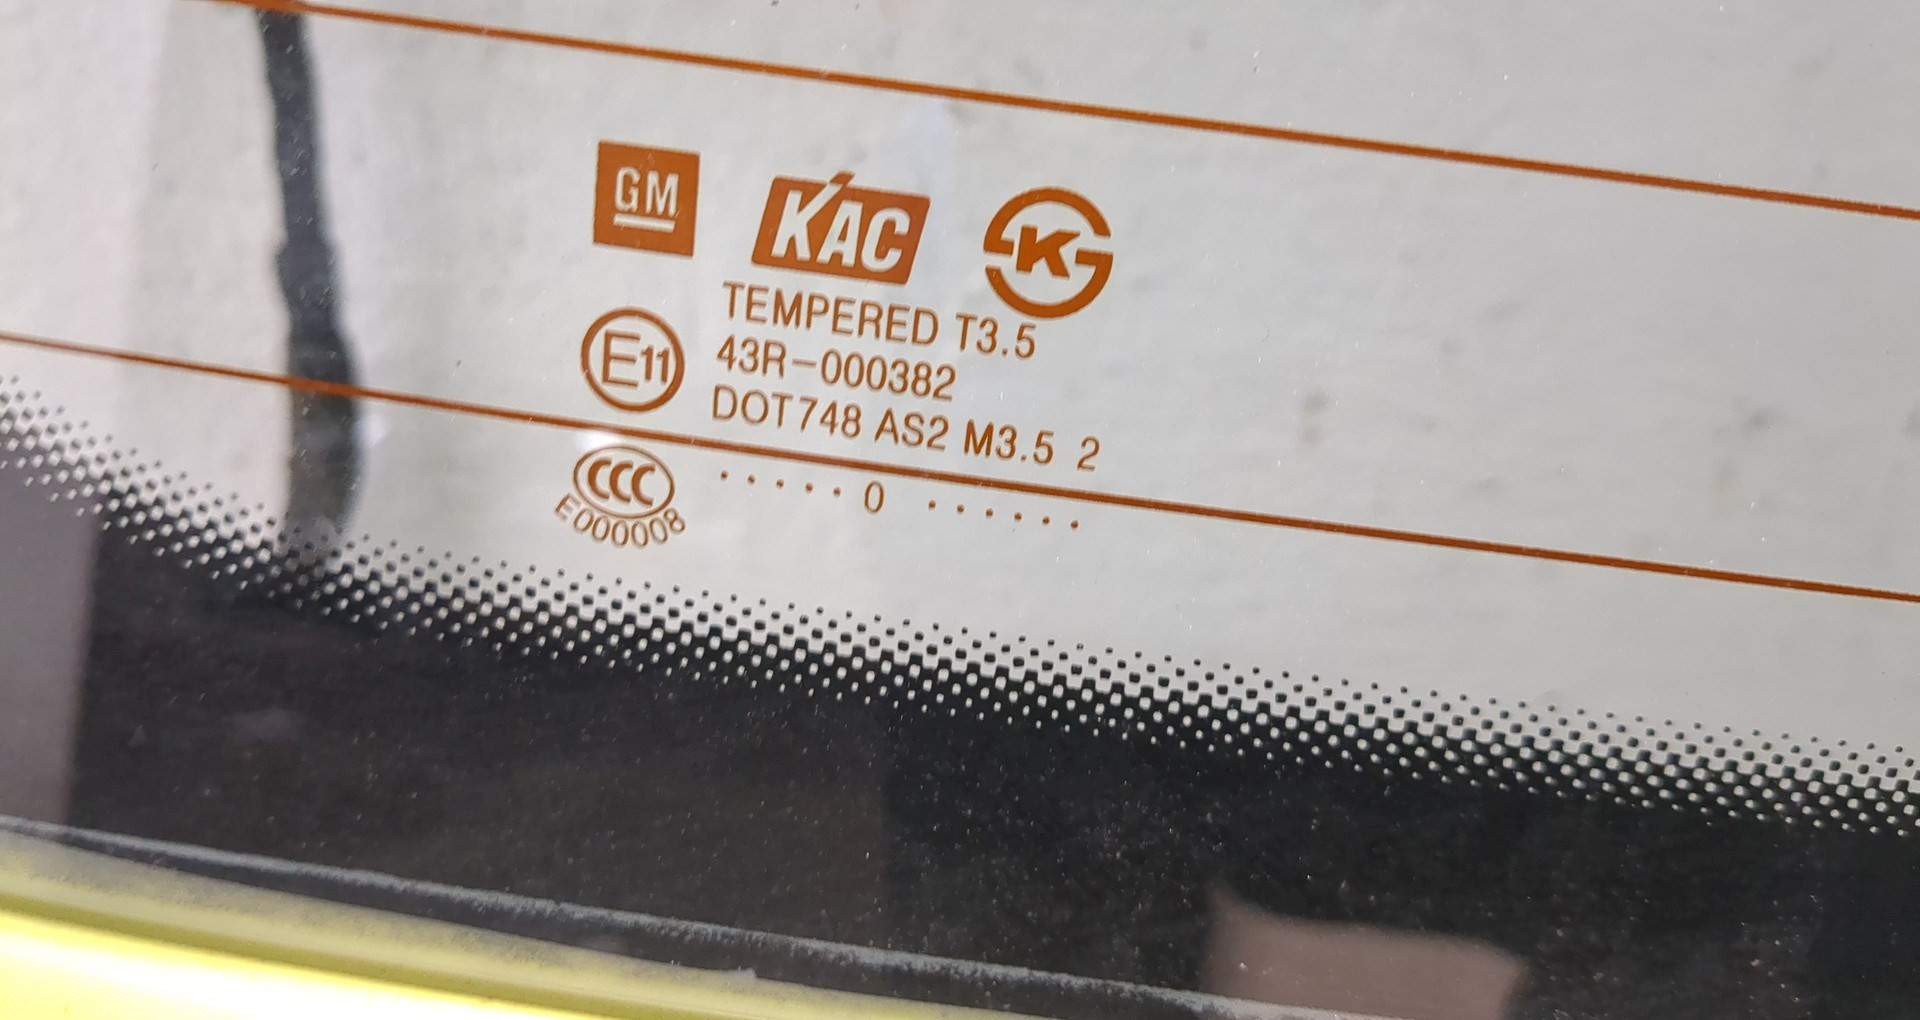 GM
KAC
K
TEMPERED T3.5
E11 43R-000382
DOT748 AS2 M3.5 2
CCC ..... 0 ......
E000008